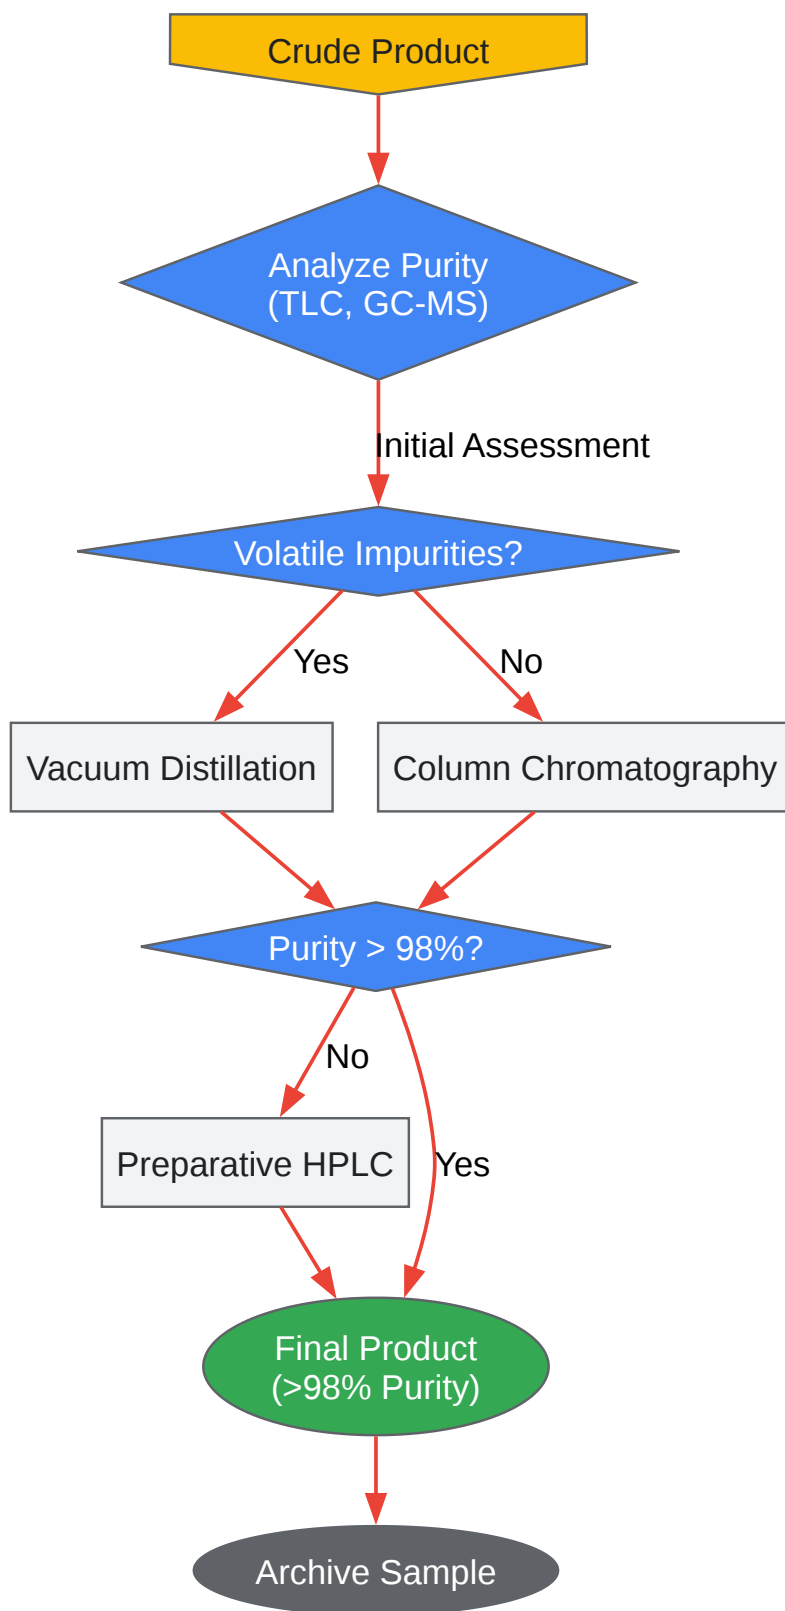 Crude Product
Analyze Purity
(TLC, GC-MS)
Initial Assessment
Volatile Impurities?
Yes
No
Vacuum Distillation
Column Chromatography
Purity > 98%?
No
Preparative HPLC
Yes
Final Product
(>98% Purity)
Archive Sample